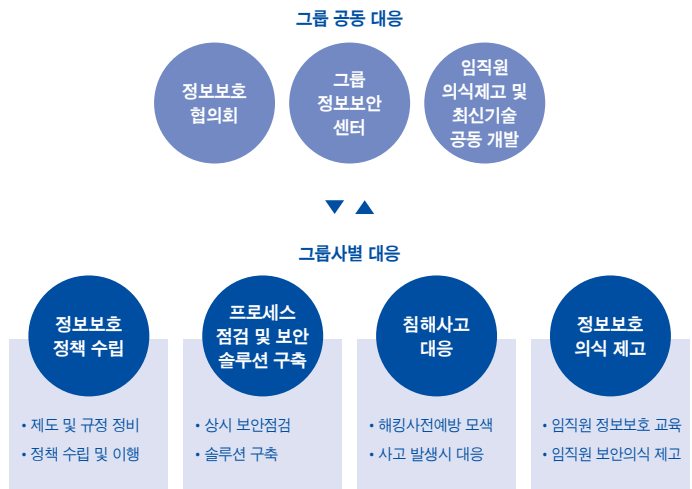 그룹 공동 대응
정보보호
협의회
그룹
정보보안
센터
임직원
의식제고 및
최신기술
공동 개발
그룹사별 대응
정보보호
정책 수립
• 제도 및 규정 정비
• 정책 수립 및 이행
프로세스
점검 및 보안
솔루션 구축
• 상시 보안점검
• 솔루션 구축
침해사고
대응
• 해킹사전예방 모색
• 사고 발생시 대응
정보보호
의식 제고
• 임직원 정보보호 교육
• 임직원 보안의식 제고